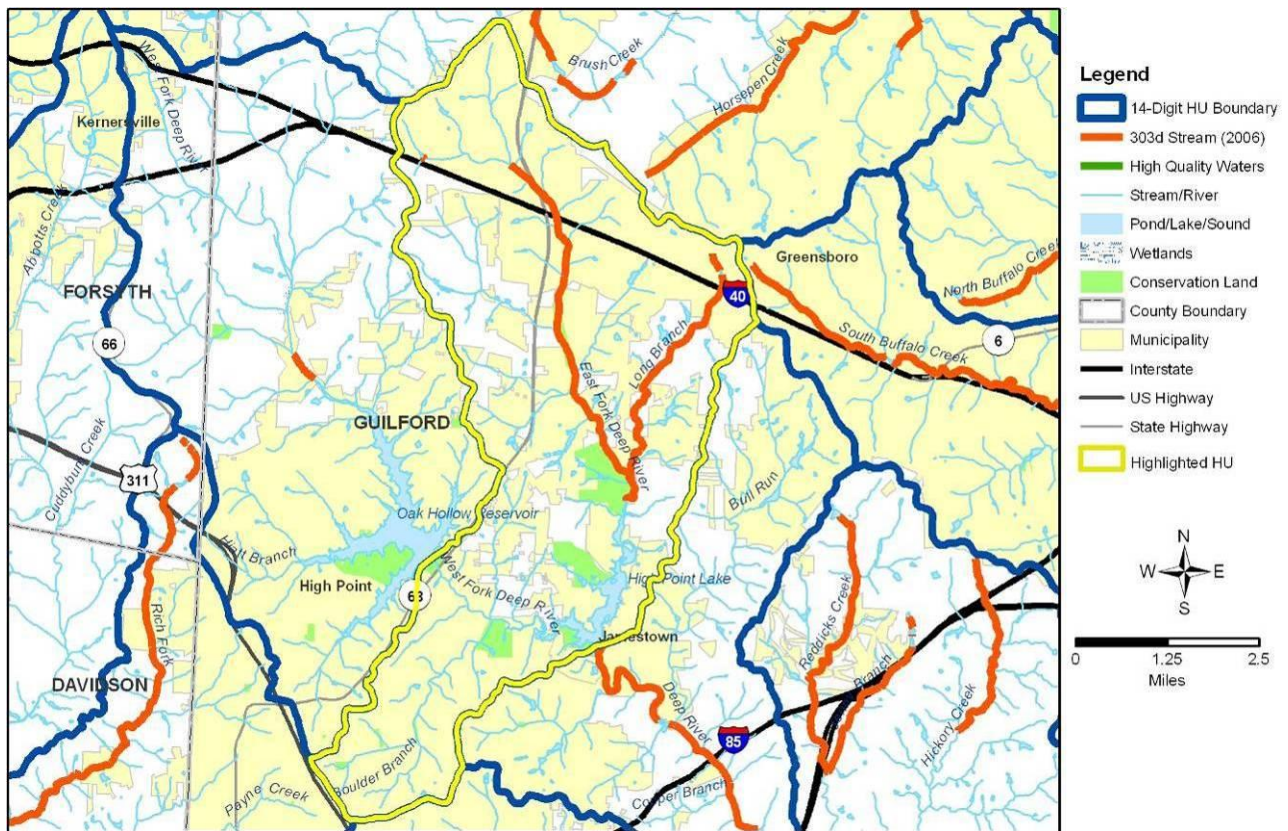 Brush Creek
Horsepen Creek
West Fork Deep River
Kernersville
Abbotts Creek
Greensboro
North Buffalo Creek
FORSYTH
40
66
South Buffalo Creek
6
Long Branch
East Fork Deep River
GUILFORD
Cuddybum Creek
311
Bull Run
Oak Hollow Reservoir
Hiatt Branch
High Point
West Fork Deep River
High Point Lake
63
Jamestown
Reddicks Creek
Rich Fork
DAVIDSON
Branch
Deep River
Hickory Creek
85
Boulder Branch
Payne Creek
Copper Branch
Legend
14-Digit HU Boundary
303d Stream (2006)
High Quality Waters
Stream/River
Pond/Lake/Sound
Wetlands
Conservation Land
County Boundary
Municipality
Interstate
US Highway
State Highway
Highlighted HU
N
W E
S
0 1.25 2.5
Miles